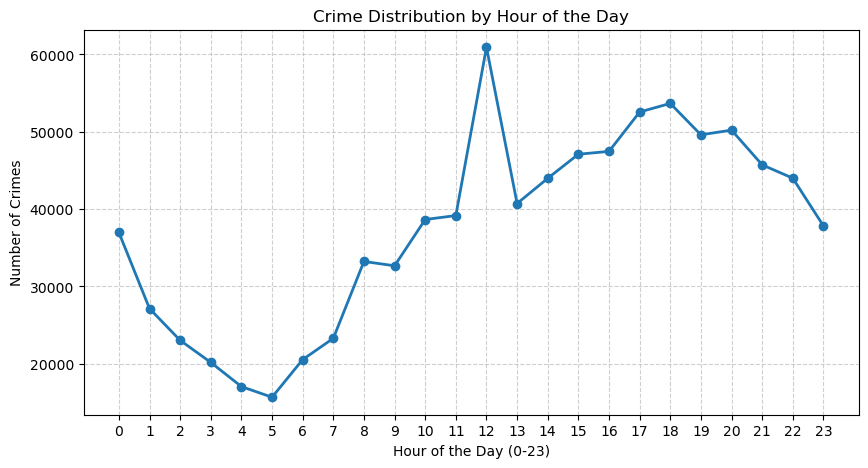 Crime Distribution by Hour of the Day
60000
50000
40000
30000
20000
Number of Crimes
0 1 2 3 4 5 6 7 8 9 10 11 12 13 14 15 16 17 18 19 20 21 22 23
Hour of the Day (0-23)